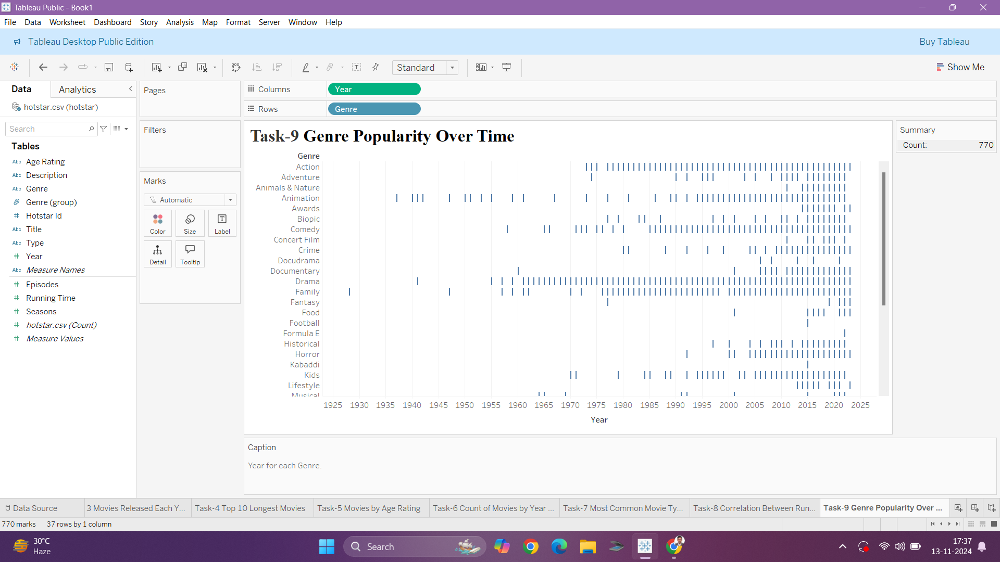 Tableau Public - Book1
File Data Worksheet Dashboard Story Analysis Map Format Server Window Help
Tableau Desktop Public Edition
Buy Tableau
Standard
Show Me
Data Analytics
hotstar.csv (hotstar)
Search
Tables
Abc Age Rating
Abc Description
Abc Genre
Genre (group)
# Hotstar Id
Abc Title
Abc Type
# Year
Abc Measure Names
# Episodes
# Running Time
# Seasons
# hotstar.csv (Count)
# Measure Values
Pages
Filters
Marks
Automatic
Color Size Label
Detail Tooltip
Columns Year
Rows Genre
Task-9 Genre Popularity Over Time
Genre
Action
Adventure
Animals & Nature
Animation
Awards
Biopic
Comedy
Concert Film
Crime
Docudrama
Documentary
Drama
Family
Fantasy
Food
Football
Formula E
Historical
Horror
Kabaddi
Kids
Lifestyle
Musical
1925 1930 1935 1940 1945 1950 1955 1960 1965 1970 1975 1980 1985 1990 1995 2000 2005 2010 2015 2020 2025
Year
Summary
Count: 770
Caption
Year for each Genre.
Data Source
3 Movies Released Each Y...
Task-4 Top 10 Longest Movies
Task-5 Movies by Age Rating
Task-6 Count of Movies by Year ...
Task-7 Most Common Movie Ty...
Task-8 Correlation Between Run...
Task-9 Genre Popularity Over ...
770 marks 37 rows by 1 column
30°C
Haze
Search
17:37
13-11-2024